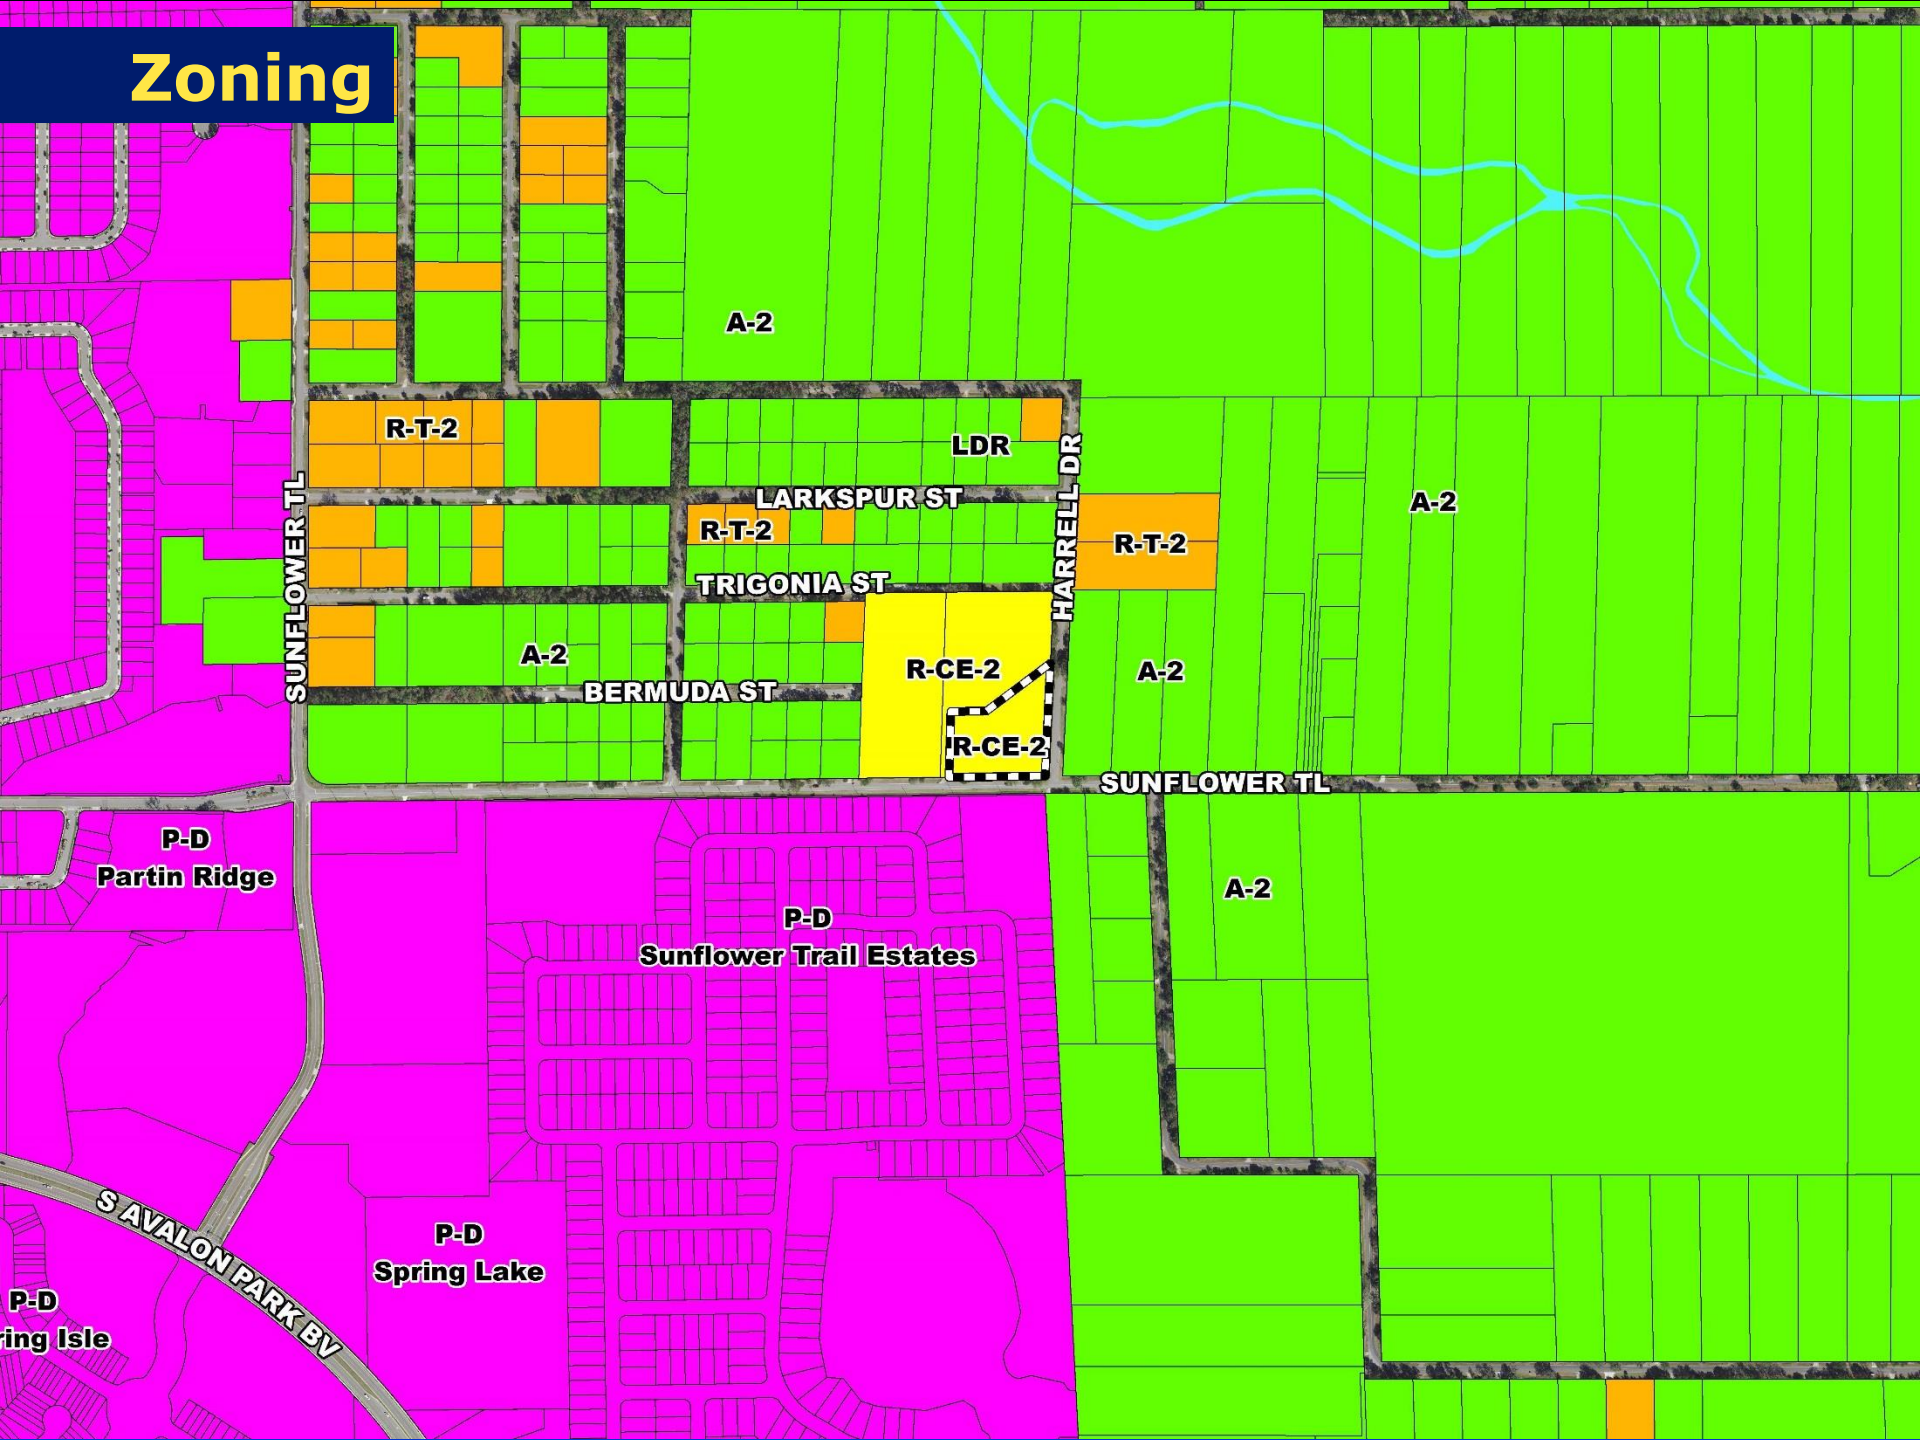 Zoning
A-2
R-T-2
LDR
LARKSPUR ST
A-2
R-T-2
R-T-2
TRIGONIA ST
HARRELL DR
SUNFLOWER TL
A-2
R-CE-2
A-2
BERMUDA ST
R-CE-2
SUNFLOWER TL
P-D
Partin Ridge
A-2
P-D
Sunflower Trail Estates
S AVALON PARK BV
P-D
Spring Lake
P-D
ring Isle